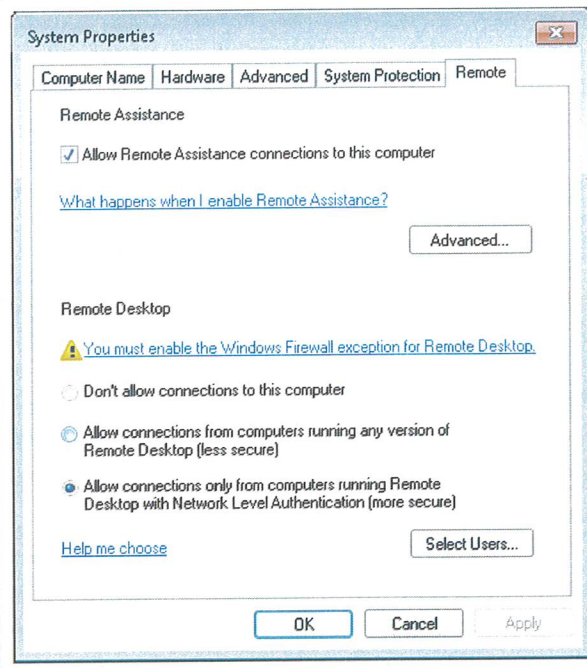 System Properties
Computer Name Hardware Advanced System Protection Remote
Remote Assistance
Allow Remote Assistance connections to this computer
What happens when I enable Remote Assistance?
Advanced...
Remote Desktop
You must enable the Windows Firewall exception for Remote Desktop.
Don't allow connections to this computer
Allow connections from computers running any version of
Remote Desktop (less secure)
Allow connections only from computers running Remote
Desktop with Network Level Authentication (more secure)
Help me choose
Select Users...
OK Cancel Apply